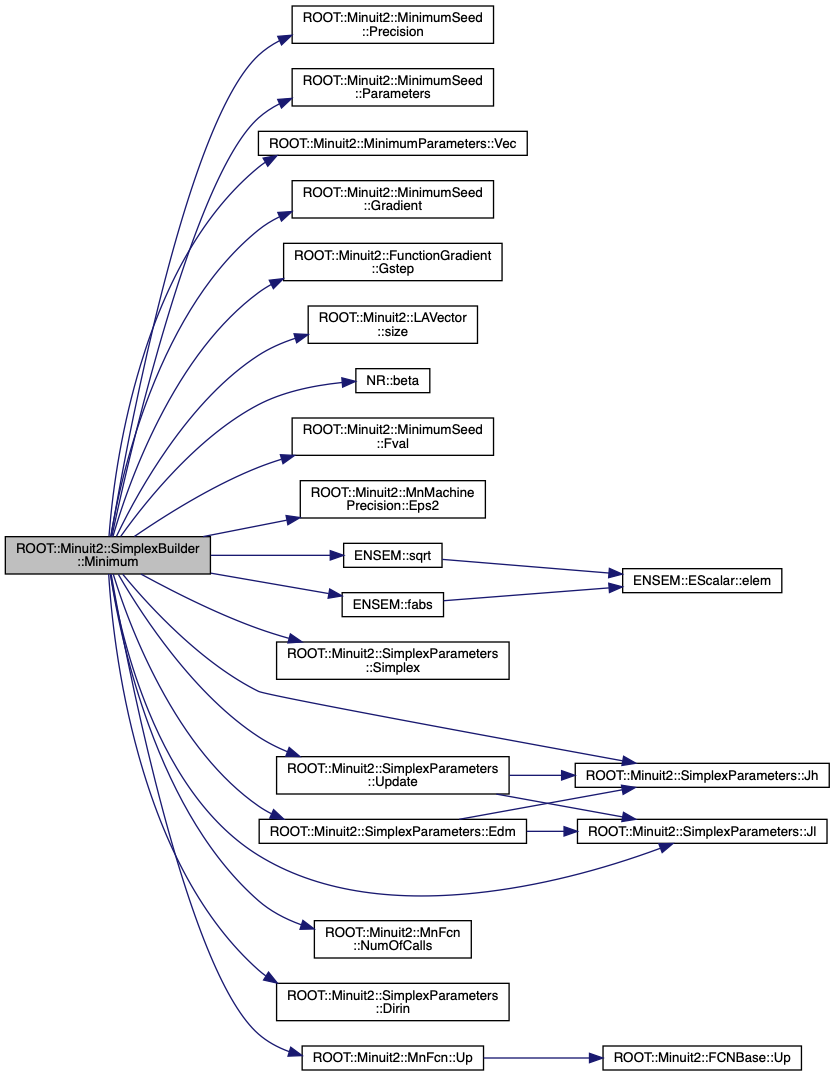 ROOT::Minuit2::MinimumSeed
::Precision
ROOT::Minuit2::MinimumSeed
::Parameters
ROOT::Minuit2::MinimumParameters::Vec
ROOT::Minuit2::MinimumSeed
::Gradient
ROOT::Minuit2::FunctionGradient
::Gstep
ROOT::Minuit2::LAVector
::size
NR::beta
ROOT::Minuit2::MinimumSeed
::Fval
ROOT::Minuit2::MnMachine
Precision::Eps2
ROOT::Minuit2::SimplexBuilder
::Minimum
ENSEM::sqrt
ENSEM::EScalar::elem
ENSEM::fabs
ROOT::Minuit2::SimplexParameters
::Simplex
ROOT::Minuit2::SimplexParameters
::Update
ROOT::Minuit2::SimplexParameters::Jh
ROOT::Minuit2::SimplexParameters::Edm
ROOT::Minuit2::SimplexParameters::Jl
ROOT::Minuit2::MnFcn
::NumOfCalls
ROOT::Minuit2::SimplexParameters
::Dirin
ROOT::Minuit2::MnFcn::Up
ROOT::Minuit2::FCNBase::Up